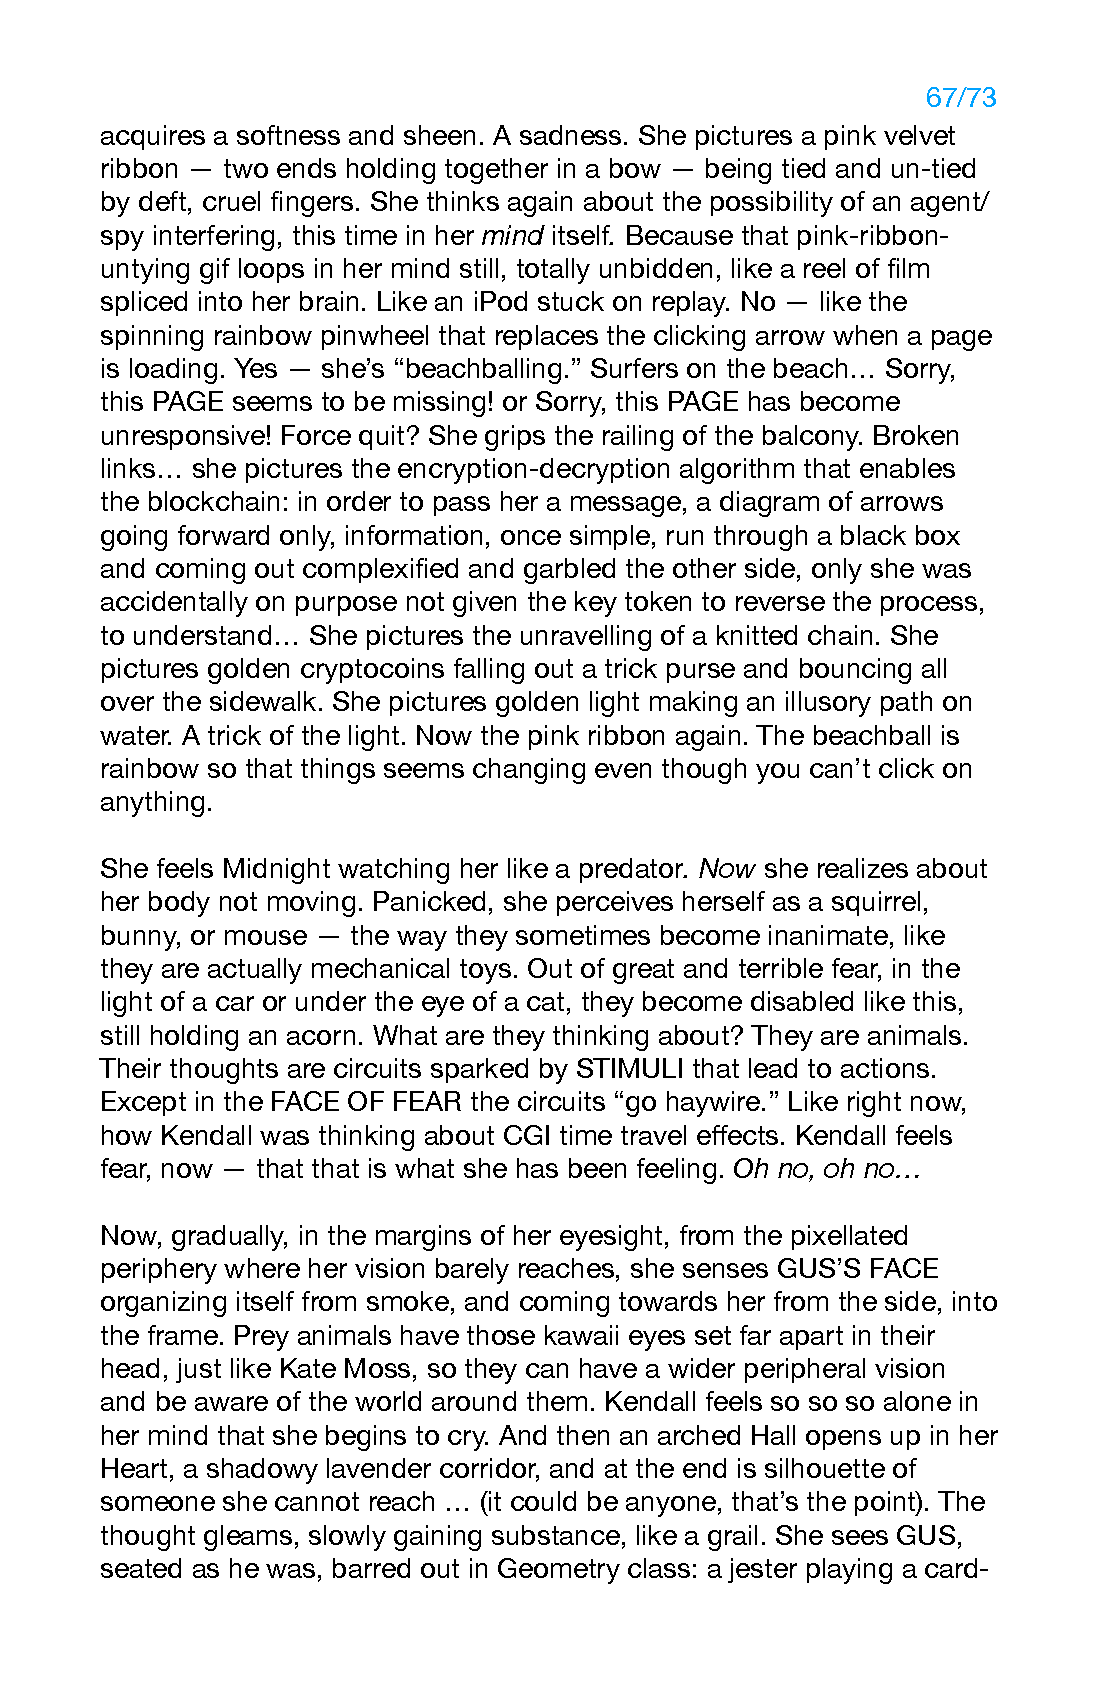 67/73
acquires a softness and sheen. A sadness. She pictures a pink velvet
ribbon — two ends holding together in a bow — being tied and un-tied
by deft, cruel fingers. She thinks again about the possibility of an agent/
spy interfering, this time in her mind itself. Because that pink-ribbon-
untying gif loops in her mind still, totally unbidden, like a reel of film
spliced into her brain. Like an iPod stuck on replay. No — like the
spinning rainbow pinwheel that replaces the clicking arrow when a page
is loading. Yes — she’s “beachballing.” Surfers on the beach… Sorry,
this PAGE seems to be missing! or Sorry, this PAGE has become
unresponsive! Force quit? She grips the railing of the balcony. Broken
links… she pictures the encryption-decryption algorithm that enables
the blockchain: in order to pass her a message, a diagram of arrows
going forward only, information, once simple, run through a black box
and coming out complexified and garbled the other side, only she was
accidentally on purpose not given the key token to reverse the process,
to understand… She pictures the unravelling of a knitted chain. She
pictures golden cryptocoins falling out a trick purse and bouncing all
over the sidewalk. She pictures golden light making an illusory path on
water. A trick of the light. Now the pink ribbon again. The beachball is
rainbow so that things seems changing even though you can’t click on
anything.
She feels Midnight watching her like a predator. Now she realizes about
her body not moving. Panicked, she perceives herself as a squirrel,
bunny, or mouse — the way they sometimes become inanimate, like
they are actually mechanical toys. Out of great and terrible fear, in the
light of a car or under the eye of a cat, they become disabled like this,
still holding an acorn. What are they thinking about? They are animals.
Their thoughts are circuits sparked by STIMULI that lead to actions.
Except in the FACE OF FEAR the circuits “go haywire.” Like right now,
how Kendall was thinking about CGI time travel effects. Kendall feels
fear, now — that that is what she has been feeling. Oh no, oh no…
Now, gradually, in the margins of her eyesight, from the pixellated
periphery where her vision barely reaches, she senses GUS’S FACE
organizing itself from smoke, and coming towards her from the side, into
the frame. Prey animals have those kawaii eyes set far apart in their
head, just like Kate Moss, so they can have a wider peripheral vision
and be aware of the world around them. Kendall feels so so so alone in
her mind that she begins to cry. And then an arched Hall opens up in her
Heart, a shadowy lavender corridor, and at the end is silhouette of
someone she cannot reach … (it could be anyone, that’s the point). The
thought gleams, slowly gaining substance, like a grail. She sees GUS,
seated as he was, barred out in Geometry class: a jester playing a card-